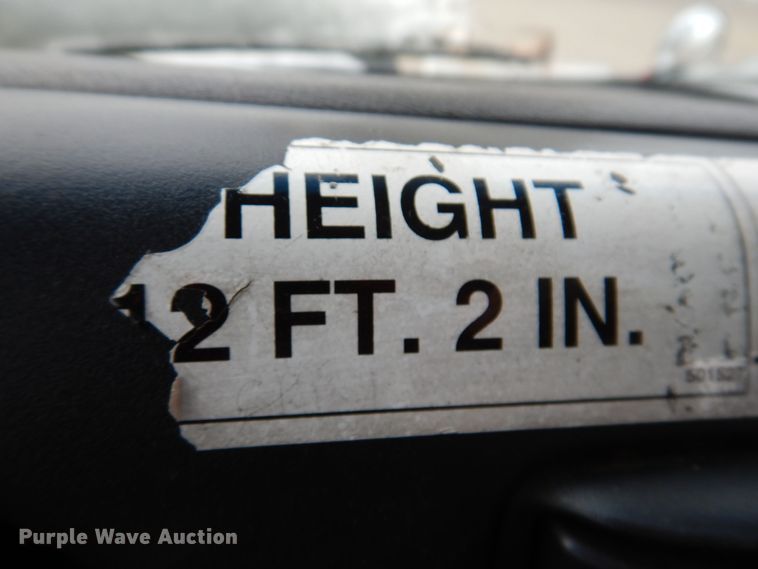 HEIGHT
12 FT. 2 IN.
Purple Wave Auction